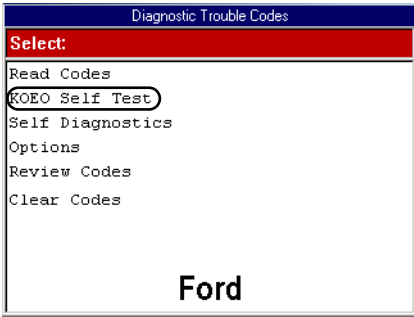 Diagnostic Trouble Codes
Select:
Read Codes
KOEO Self Test
Self Diagnostics
Options
Review Codes
Clear Codes
Ford